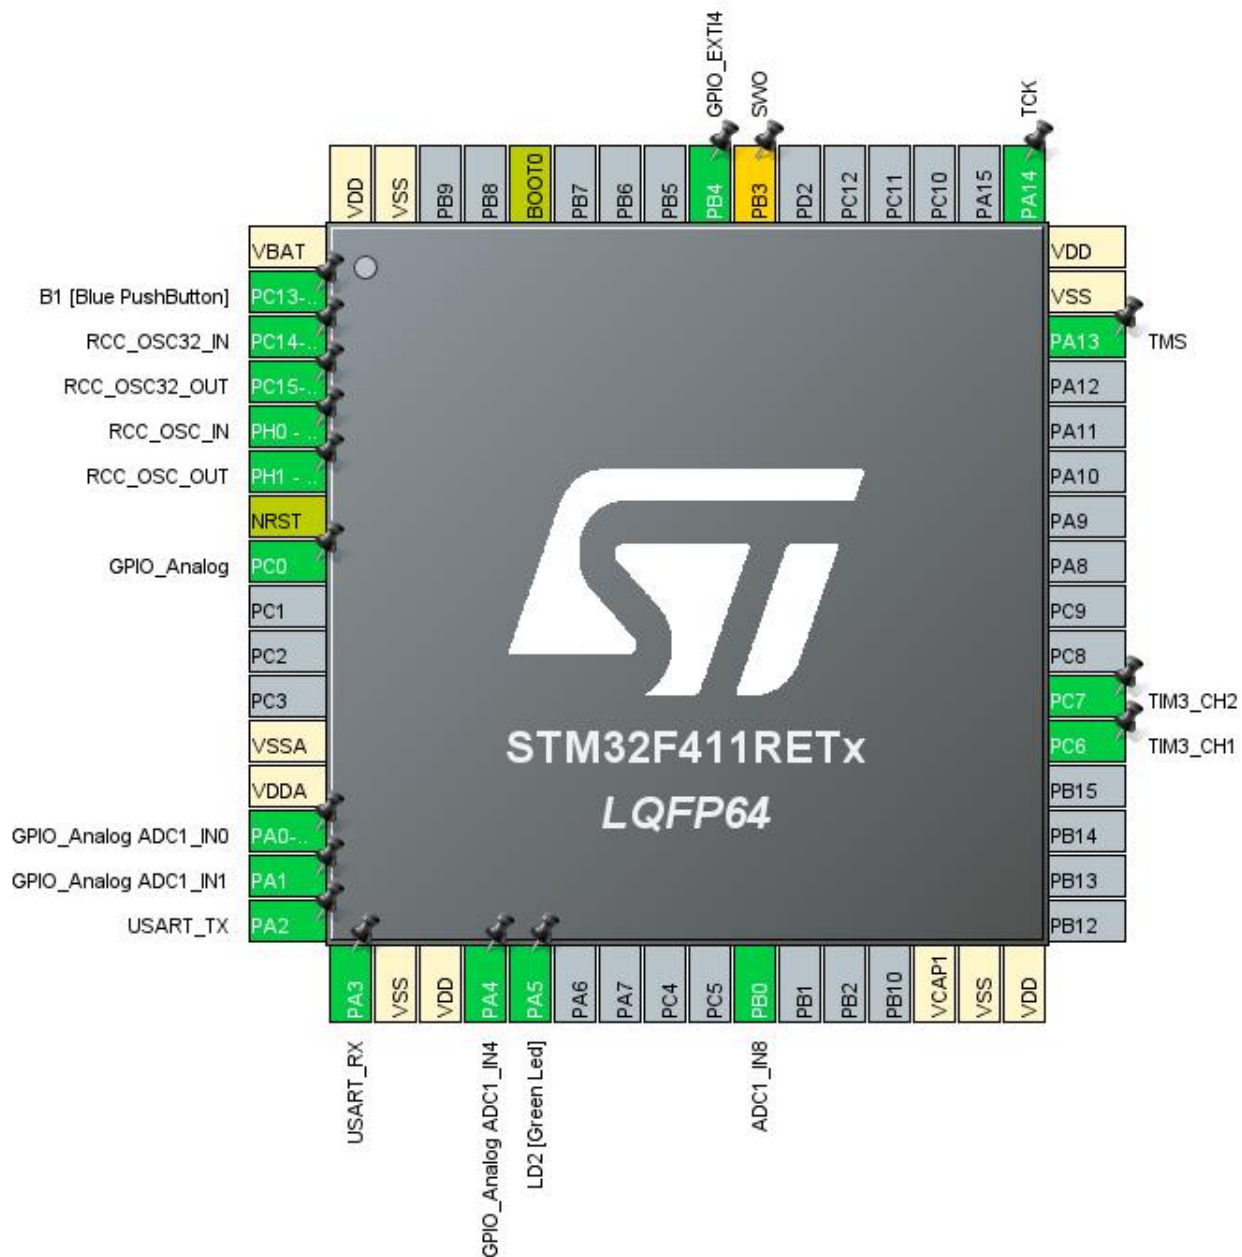 GPIO_EXTI4
SWO
TCK
VDD
VSS
PB9
PB8
BOOT0
PB7
PB6
PB5
PB4
PB3
PD2
PC12
PC11
PC10
PA15
PA14
VBAT
VDD
B1 [Blue PushButton] PC13-..
VSS
RCC_OSC32_IN PC14-..
PA13 TMS
RCC_OSC32_OUT PC15-..
PA12
RCC_OSC_IN PH0 - ..
PA11
RCC_OSC_OUT PH1 - ..
PA10
NRST
PA9
GPIO_Analog PC0
PA8
PC1
PC9
PC2
PC8
PC3
PC7 TIM3_CH2
VSSA
PC6 TIM3_CH1
VDDA
PB15
GPIO_Analog ADC1_IN0 PA0-..
PB14
GPIO_Analog ADC1_IN1 PA1
PB13
USART_TX PA2
PB12
ST
STM32F411RETx
LQFP64
PA3
VSS
VDD
PA4
PA5
PA6
PA7
PC4
PC5
PB0
PB1
PB2
PB10
VCAP1
VSS
VDD
USART_RX
GPIO_Analog ADC1_IN4
LD2 [Green Led]
ADC1_IN8